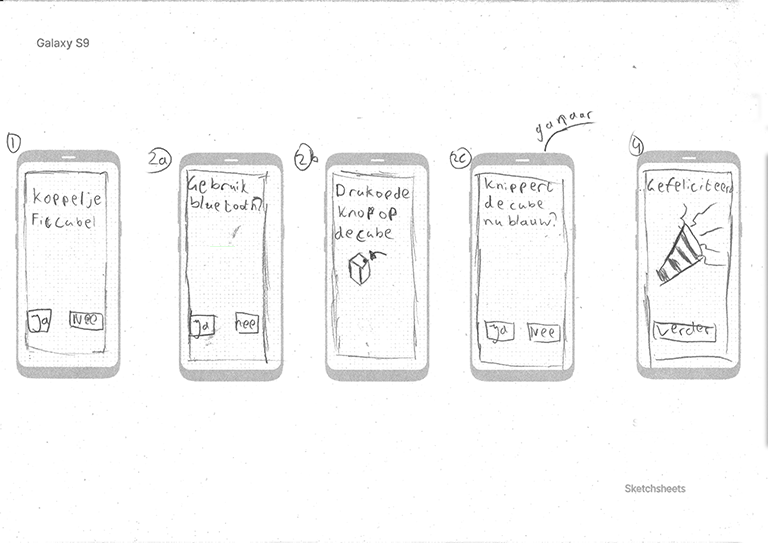 Galaxy S9
1
koppel je
Fitcube!
ja
Nee
2a
Gebruik
bluetooth?
ja
nee
2b
Druk op de
knop op
de cube
2c
ga naar
Knippert
de cube
nu blauw?
ja
Nee
4
Gefeliciteerd
verder
Sketchsheets